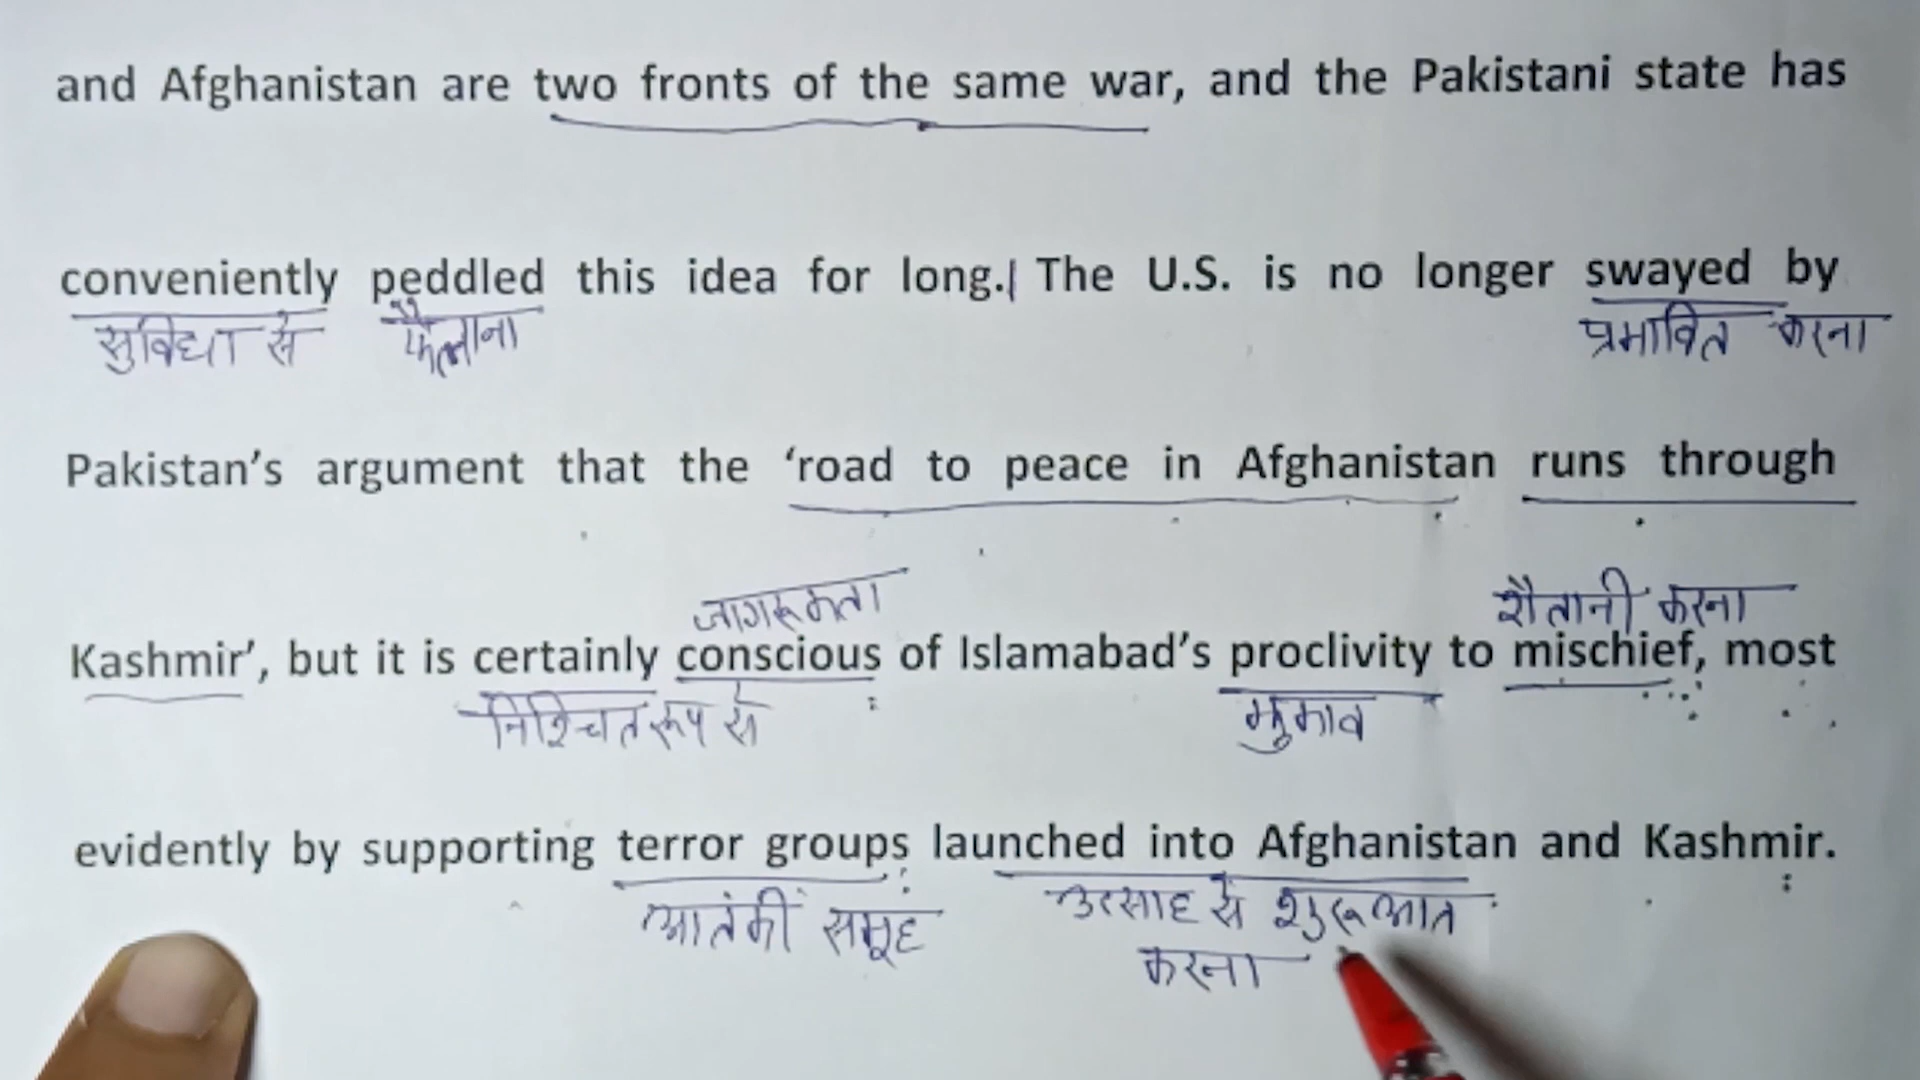 and Afghanistan are two fronts of the same war, and the Pakistani state has
conveniently peddled this idea for long.| The U.S. is no longer swayed by
सुविधा से फैलाना प्रभावित करना
Pakistan’s argument that the ‘road to peace in Afghanistan runs through
जागरूकता शैतानी करना
Kashmir’, but it is certainly conscious of Islamabad’s proclivity to mischief, most
निश्चित रूप से झुकाव
evidently by supporting terror groups launched into Afghanistan and Kashmir.
आतंकी समूह उत्साह से शुरूआत
करना